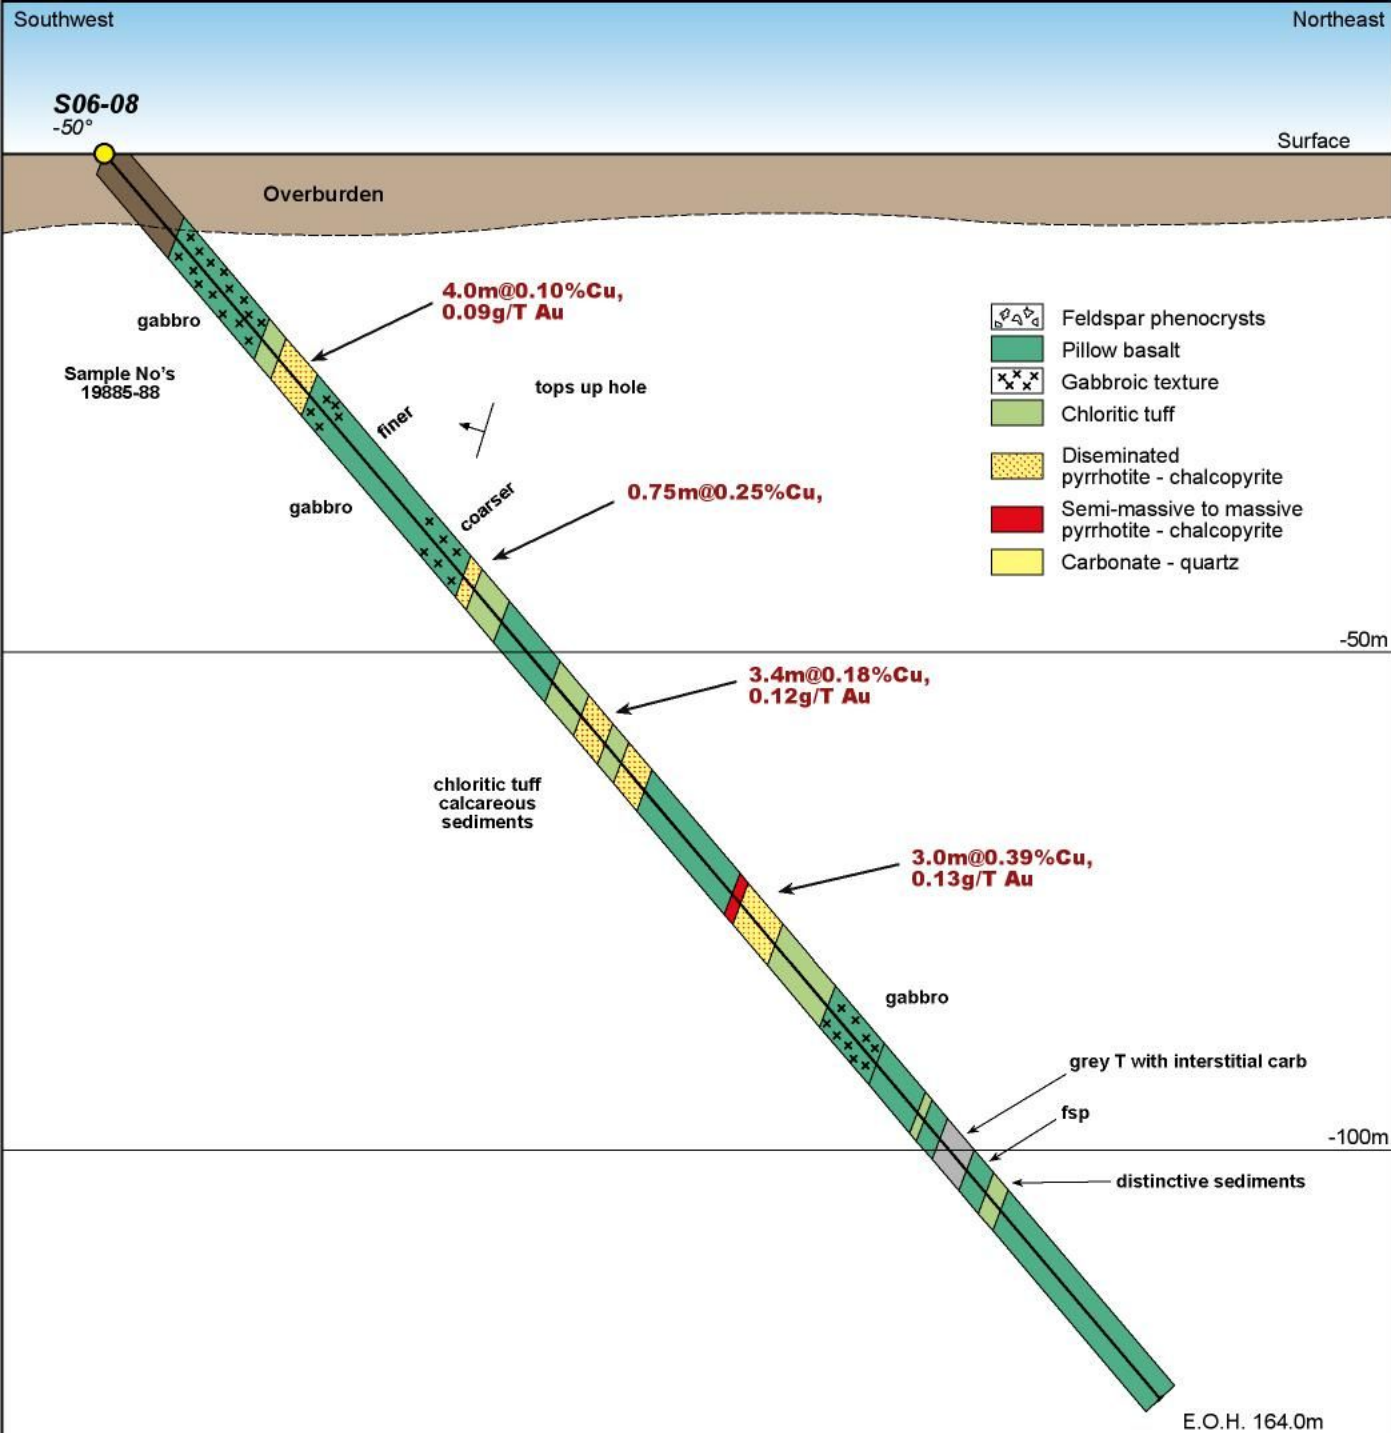 Southwest
Northeast
S06-08
-50°
Surface
Overburden
4.0m@0.10%Cu,
0.09g/T Au
gabbro
Sample No's
19885-88
tops up hole
finer
coarser
gabbro
0.75m@0.25%Cu,
Feldspar phenocrysts
Pillow basalt
Gabbroic texture
Chloritic tuff
Diseminated
pyrrhotite - chalcopyrite
Semi-massive to massive
pyrrhotite - chalcopyrite
Carbonate - quartz
-50m
3.4m@0.18%Cu,
0.12g/T Au
chloritic tuff
calcareous
sediments
3.0m@0.39%Cu,
0.13g/T Au
gabbro
grey T with interstitial carb
fsp
-100m
distinctive sediments
E.O.H. 164.0m